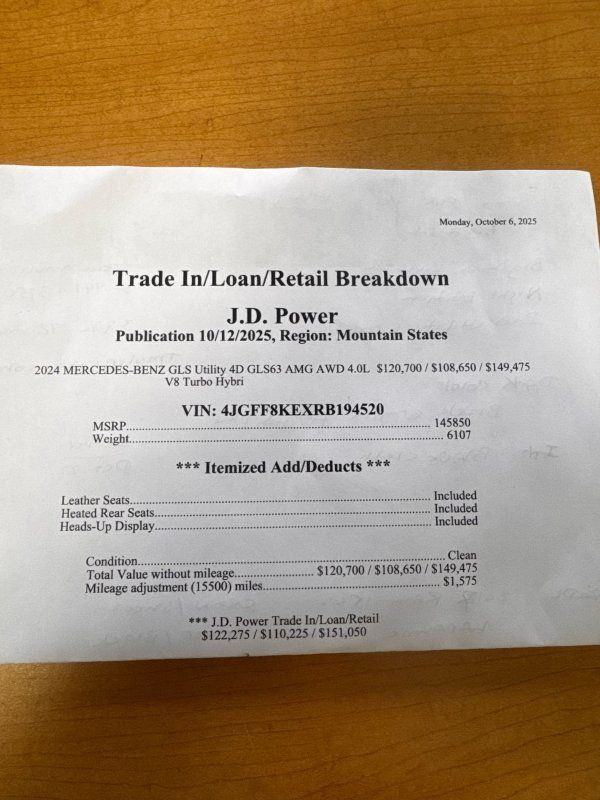 Monday, October 6, 2025
Trade In/Loan/Retail Breakdown
J.D. Power
Publication 10/12/2025, Region: Mountain States
2024 MERCEDES-BENZ GLS Utility 4D GLS63 AMG AWD 4.0L $120,700 / $108,650 / $149,475
V8 Turbo Hybri
VIN: 4JGFF8KEXRB194520
MSRP.................................................................................. 145850
Weight................................................................................. 6107
*** Itemized Add/Deducts ***
Leather Seats................................................................................ Included
Heated Rear Seats........................................................................ Included
Heads-Up Display........................................................................ Included
Condition................................................................................ Clean
Total Value without mileage..................... $120,700 / $108,650 / $149,475
Mileage adjustment (15500) miles................................................ $1,575
*** J.D. Power Trade In/Loan/Retail
$122,275 / $110,225 / $151,050